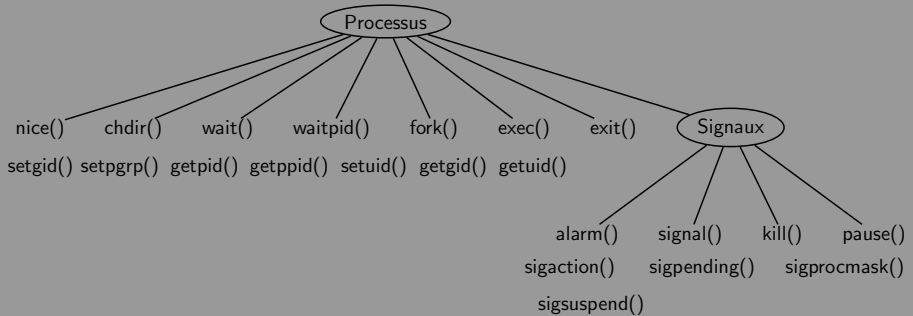 Processus
nice() chdir() wait() waitpid() fork() exec() exit() Signaux
setgid() setpgrp() getpid() getppid() setuid() getgid() getuid()
alarm() signal() kill() pause()
sigaction() sigpending() sigprocmask()
sigsuspend()